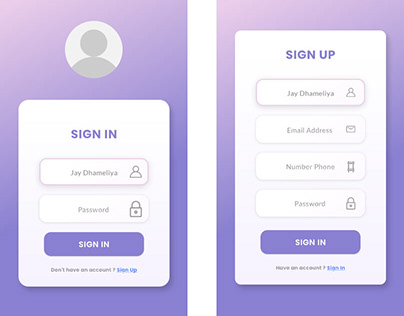 SIGN IN
Jay Dhameliya
Password
SIGN IN
Don't have an account ? Sign Up
SIGN UP
Jay Dhameliya
Email Address
Number Phone
Password
SIGN IN
Have an account ? Sign In